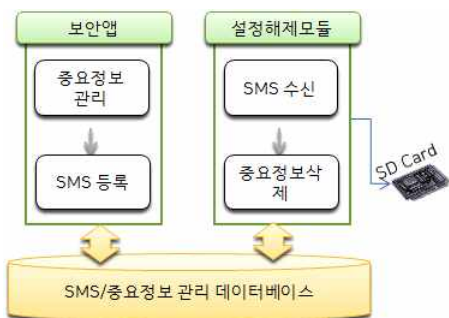 보안앱
설정해제모듈
중요정보
관리
SMS 등록
SMS 수신
중요정보삭
제
SD Card
SMS/중요정보 관리 데이터베이스